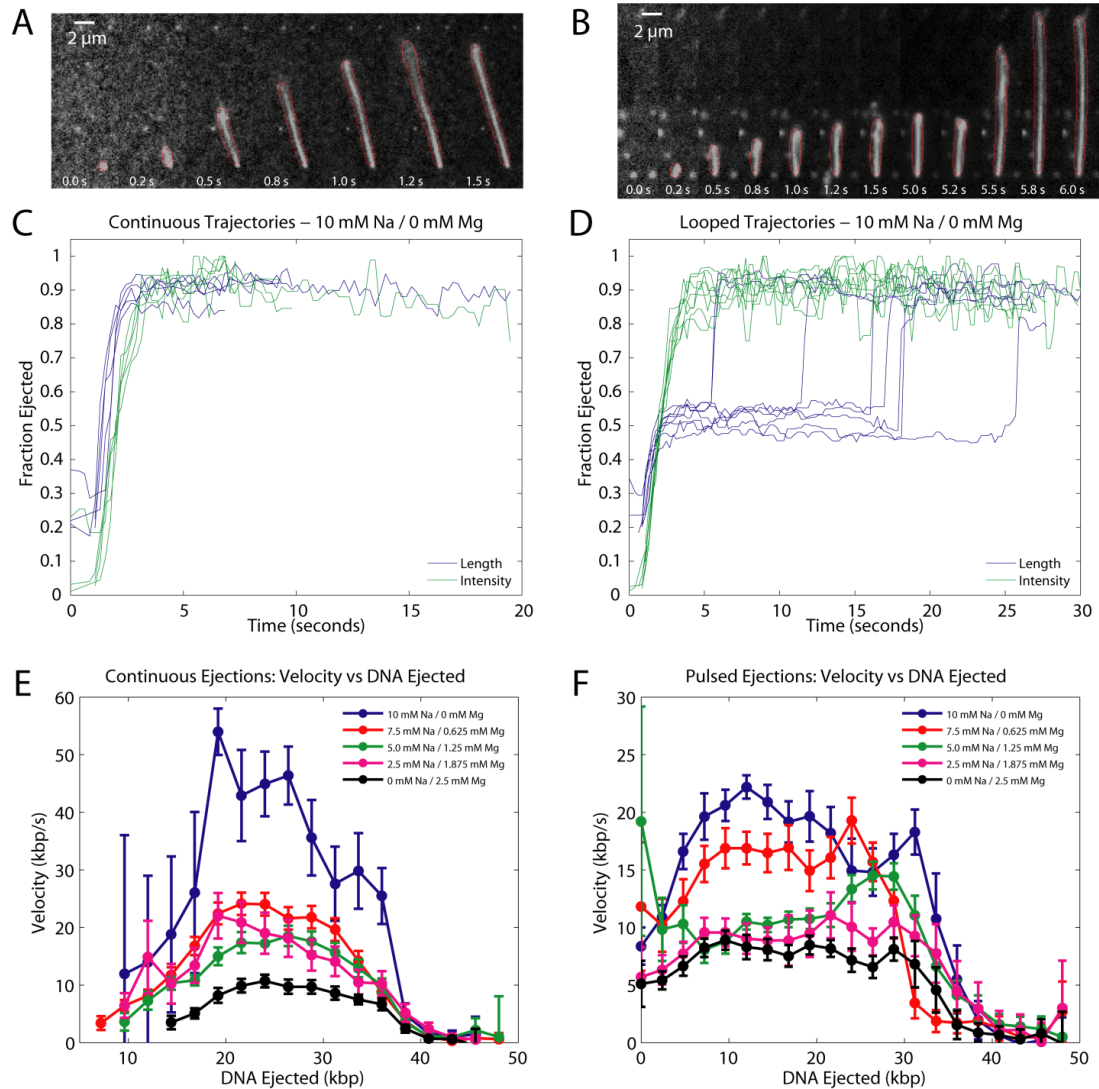 A
2 μm
0.0 s 0.2 s 0.5 s 0.8 s 1.0 s 1.2 s 1.5 s
B
2 μm
0.0 s 0.2 s 0.5 s 0.8 s 1.0 s 1.2 s 1.5 s 5.0 s 5.2 s 5.5 s 5.8 s 6.0 s
C
Continuous Trajectories – 10 mM Na / 0 mM Mg
Fraction Ejected
1
0.9
0.8
0.7
0.6
0.5
0.4
0.3
0.2
0.1
0
Length
Intensity
0 5 10 15 20
Time (seconds)
D
Looped Trajectories – 10 mM Na / 0 mM Mg
Fraction Ejected
1
0.9
0.8
0.7
0.6
0.5
0.4
0.3
0.2
0.1
0
Length
Intensity
0 5 10 15 20 25 30
Time (seconds)
E
Continuous Ejections: Velocity vs DNA Ejected
Velocity (kbp/s)
60
50
40
30
20
10
0
10 mM Na / 0 mM Mg
7.5 mM Na / 0.625 mM Mg
5.0 mM Na / 1.25 mM Mg
2.5 mM Na / 1.875 mM Mg
0 mM Na / 2.5 mM Mg
10 20 30 40 50
DNA Ejected (kbp)
F
Pulsed Ejections: Velocity vs DNA Ejected
Velocity (kbp/s)
30
25
20
15
10
5
0
10 mM Na / 0 mM Mg
7.5 mM Na / 0.625 mM Mg
5.0 mM Na / 1.25 mM Mg
2.5 mM Na / 1.875 mM Mg
0 mM Na / 2.5 mM Mg
0 10 20 30 40 50
DNA Ejected (kbp)